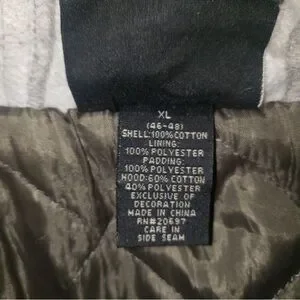 XL
(46-48)
SHELL:100% COTTON
LINING:
100% POLYESTER
PADDING:
100% POLYESTER
HOOD:60% COTTON
40% POLYESTER
EXCLUSIVE OF
DECORATION
MADE IN CHINA
RN#20697
CARE IN
SIDE SEAM